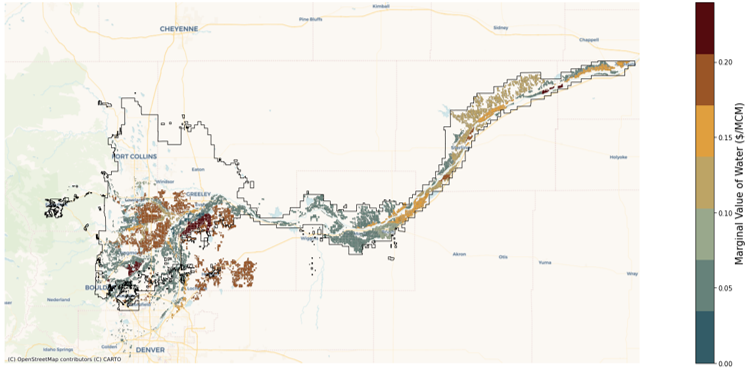 Kimball
Pine Bluffs
CHEYENNE
Sidney
Chappell
0.20
0.15
FORT COLLINS
Holyoke
Eaton
Windsor
GREELEY
0.10
Marginal Value of Water ($/MCM)
Akron
Otis
Yuma
Wray
0.05
BOULD
Nederland
Idaho Springs
Golden
DENVER
(C) OpenStreetMap contributors (C) CARTO
0.00